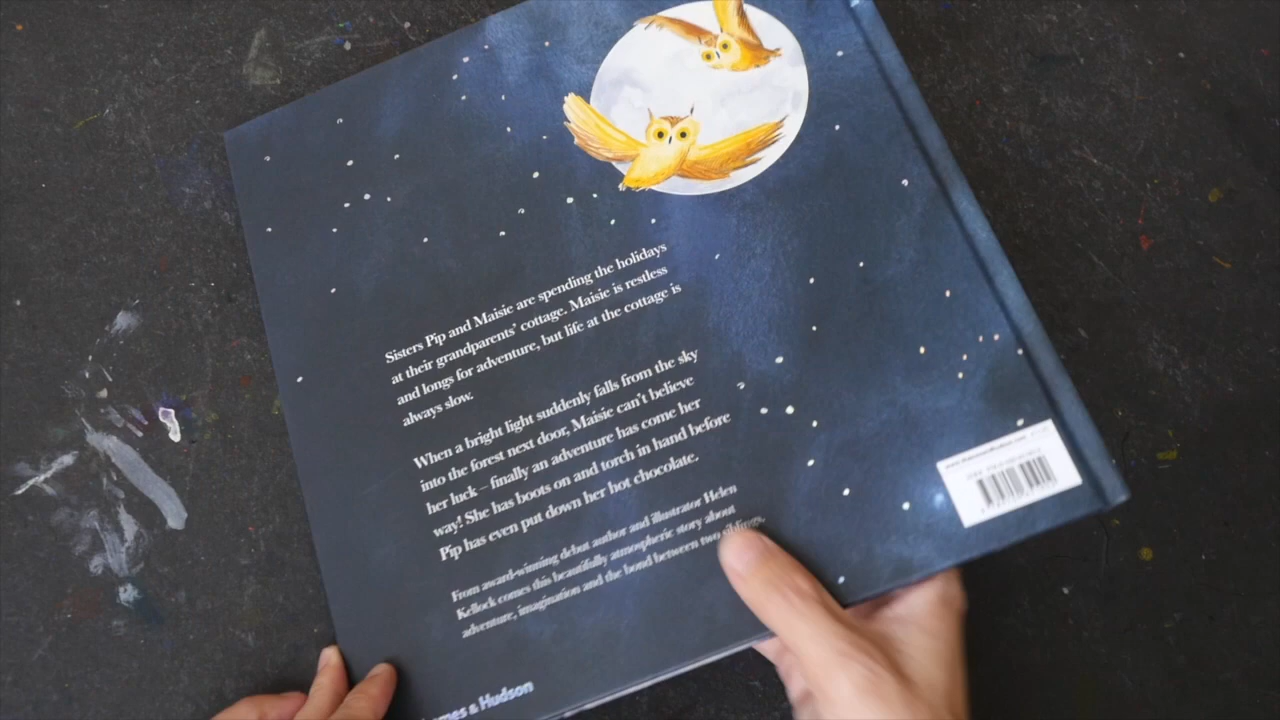 Sisters Pip and Maisie are spending the holidays
at their grandparents' cottage. Maisie is restless
and longs for adventure, but life at the cottage is
always slow.
When a bright light suddenly falls from the sky
into the forest next door, Maisie can't believe
her luck – finally an adventure has come her
way! She has boots on and torch in hand before
Pip has even put down her hot chocolate.
From award-winning debut author and illustrator Helen
Kellock comes this beautifully atmospheric story about
adventure, imagination and the bond between two siblings.
& Hudson